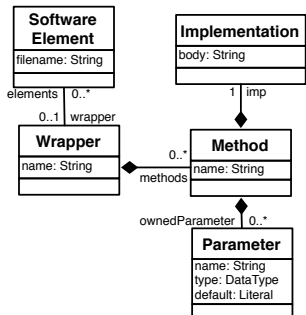 Software
Element
filename: String
elements 0..*
0..1 wrapper
Wrapper
name: String
0..*
methods
Implementation
body: String
1 imp
Method
name: String
ownedParameter 0..*
Parameter
name: String
type: DataType
default: Literal